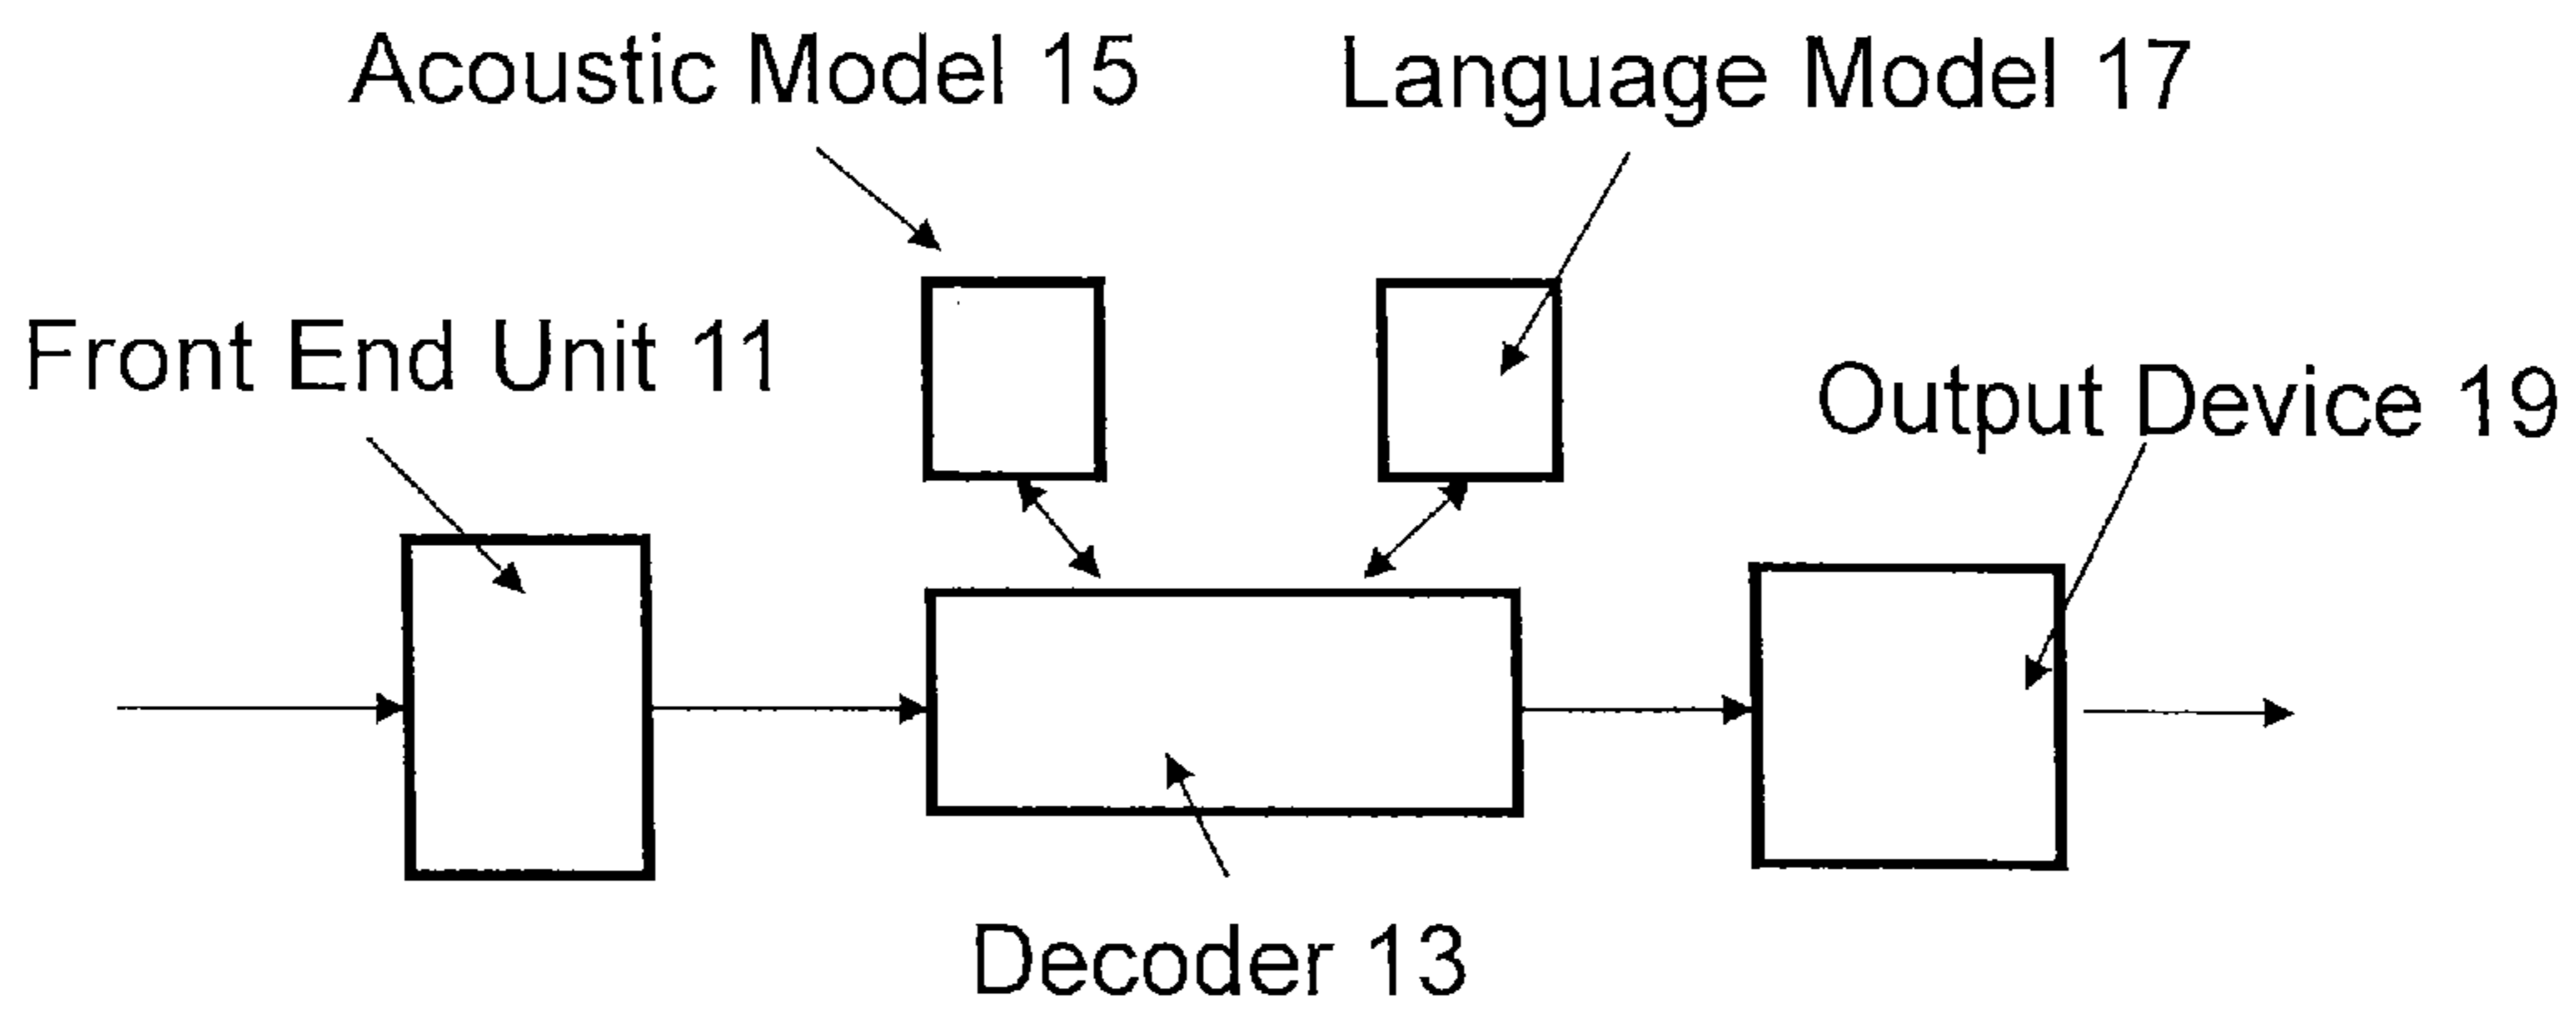 Acoustic Model 15
Language Model 17
Front End Unit 11
Output Device 19
Decoder 13